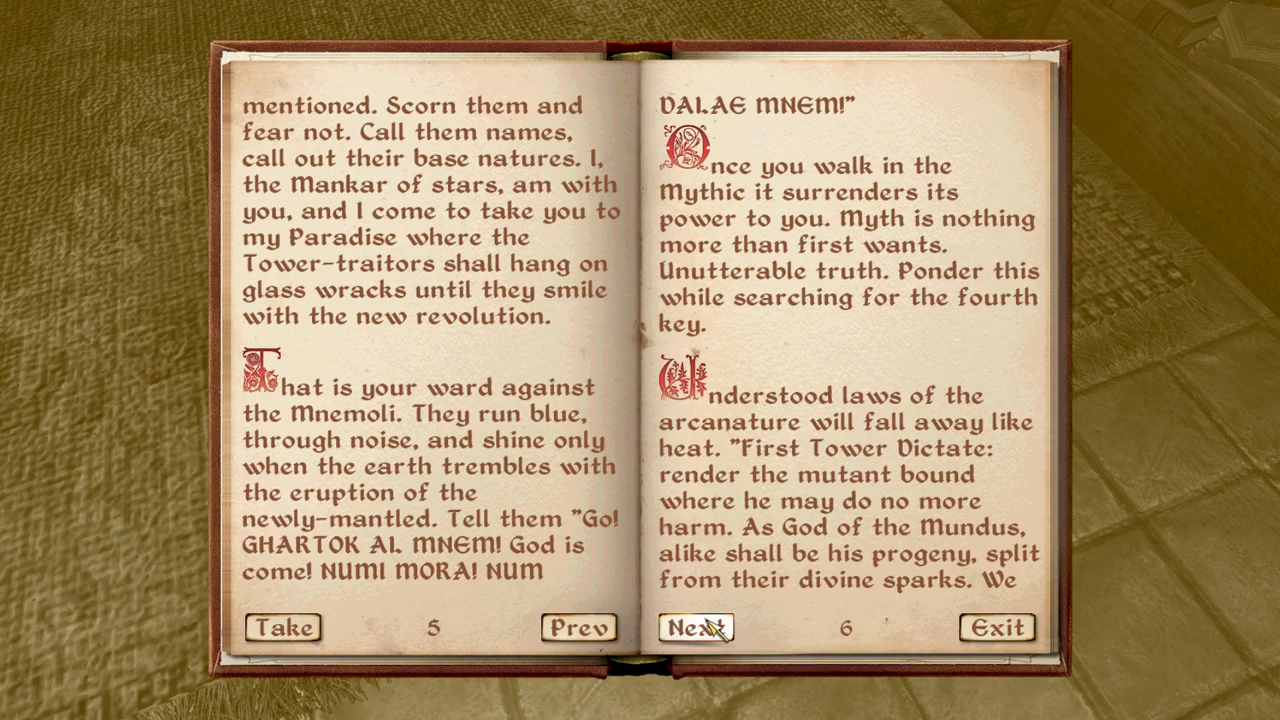 mentioned. Scorn them and
fear not. Call them names,
call out their base natures. I,
the Mankar of stars, am with
you, and I come to take you to
my Paradise where the
Tower-traitors shall hang on
glass wracks until they smile
with the new revolution.
That is your ward against
the Mnemoli. They run blue,
through noise, and shine only
when the earth trembles with
the eruption of the
newly-mantled. Tell them "Go!
GHARTOK AL MNEM! God is
come! NUMI MORA! NUM
Take
5
Prev
DALAE MNEM!"
Once you walk in the
Mythic it surrenders its
power to you. Myth is nothing
more than first wants.
Unutterable truth. Ponder this
while searching for the fourth
key.
Understood laws of the
arcanature will fall away like
heat. "First Tower Dictate:
render the mutant bound
where he may do no more
harm. As God of the Mundus,
alike shall be his progeny, split
from their divine sparks. We
Next
6
Exit